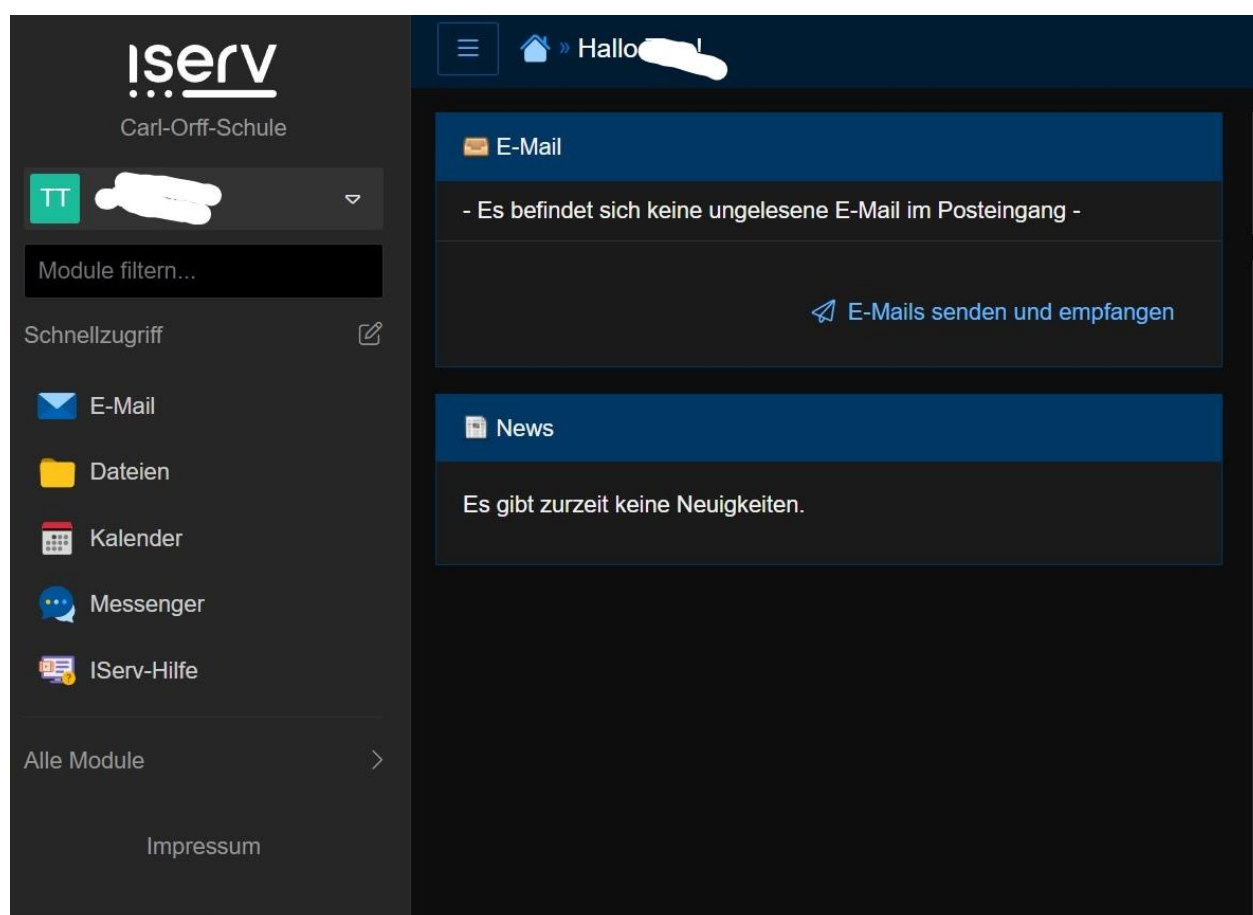 IServ
Carl-Orff-Schule
TT
Module filtern...
Schnellzugriff
E-Mail
Dateien
Kalender
Messenger
IServ-Hilfe
Alle Module
Impressum
» Hallo !
E-Mail
- Es befindet sich keine ungelesene E-Mail im Posteingang -
E-Mails senden und empfangen
News
Es gibt zurzeit keine Neuigkeiten.